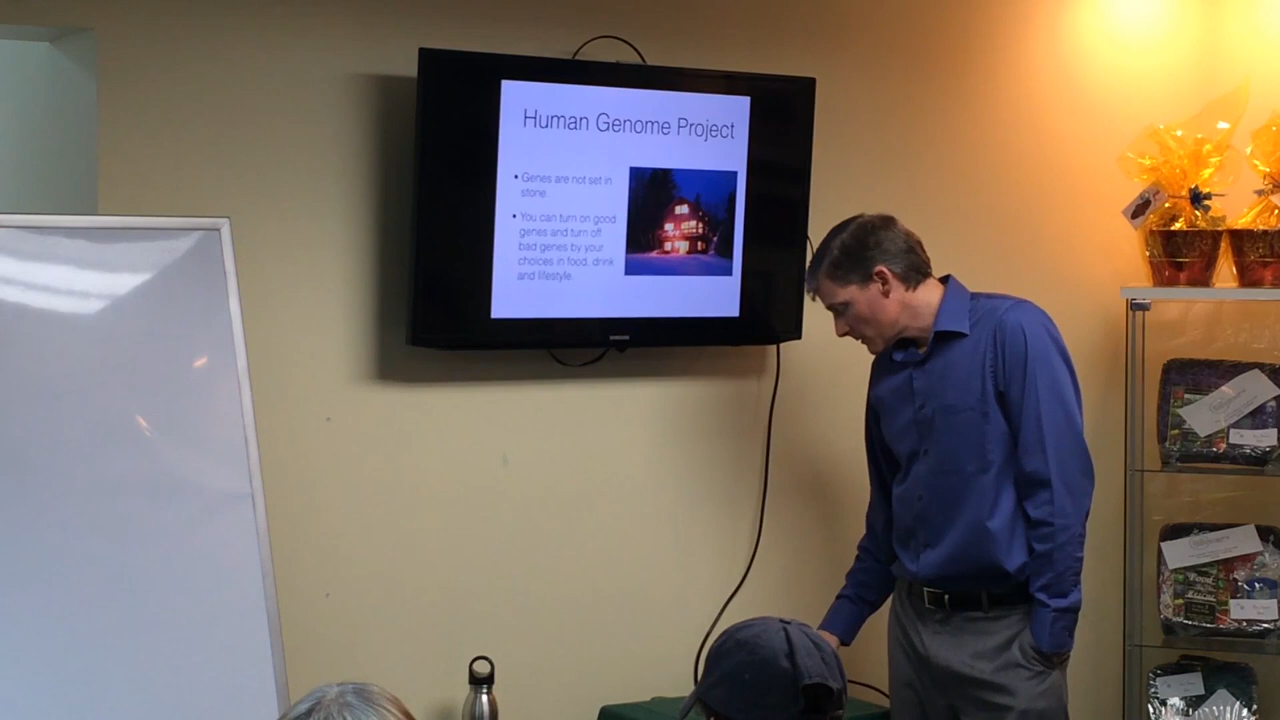 Human Genome Project
• Genes are not set in
stone.
• You can turn on good
genes and turn off
bad genes by your
choices in food, drink
and lifestyle
SAMSUNG